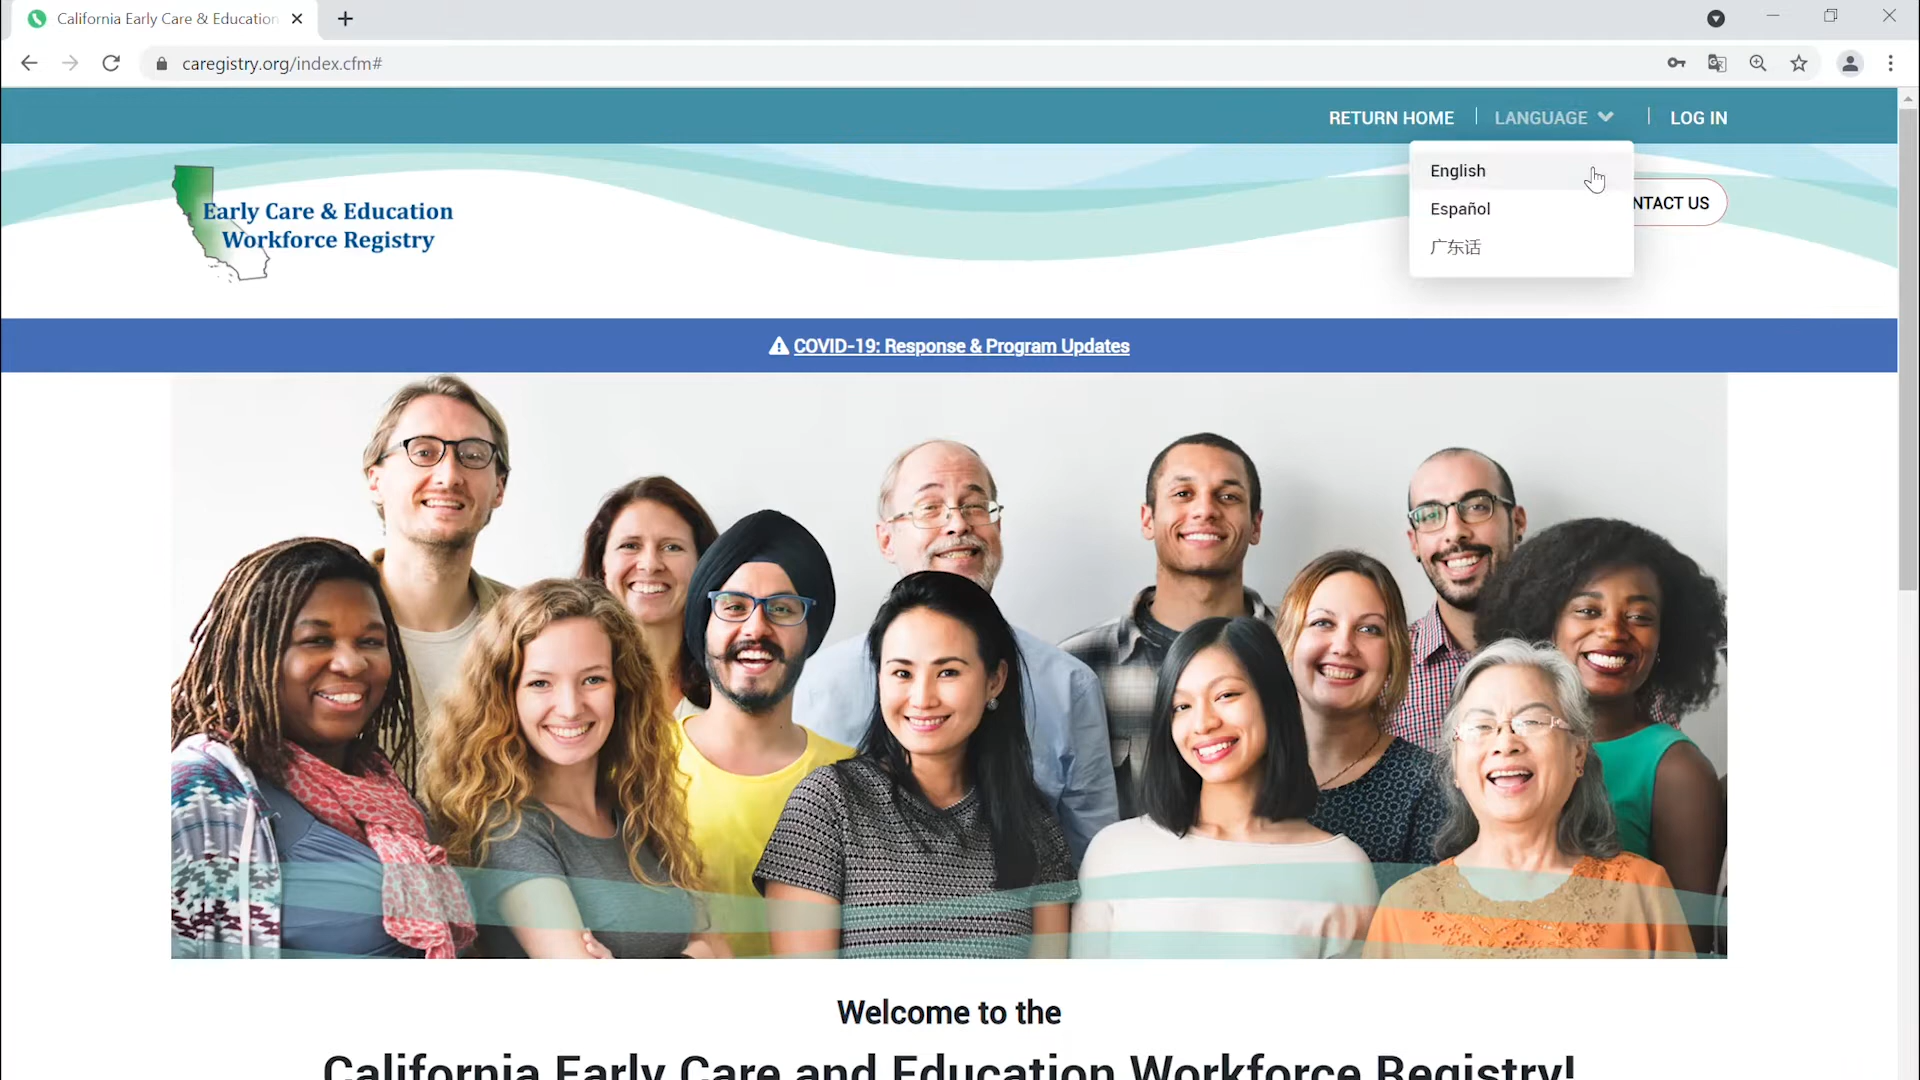 California Early Care & Education
caregistry.org/index.cfm#
RETURN HOME
LANGUAGE
LOG IN
English
Español
广东话
NTACT US
Early Care & Education
Workforce Registry
COVID-19: Response & Program Updates
Welcome to the
California Early Care and Education Workforce Registry!